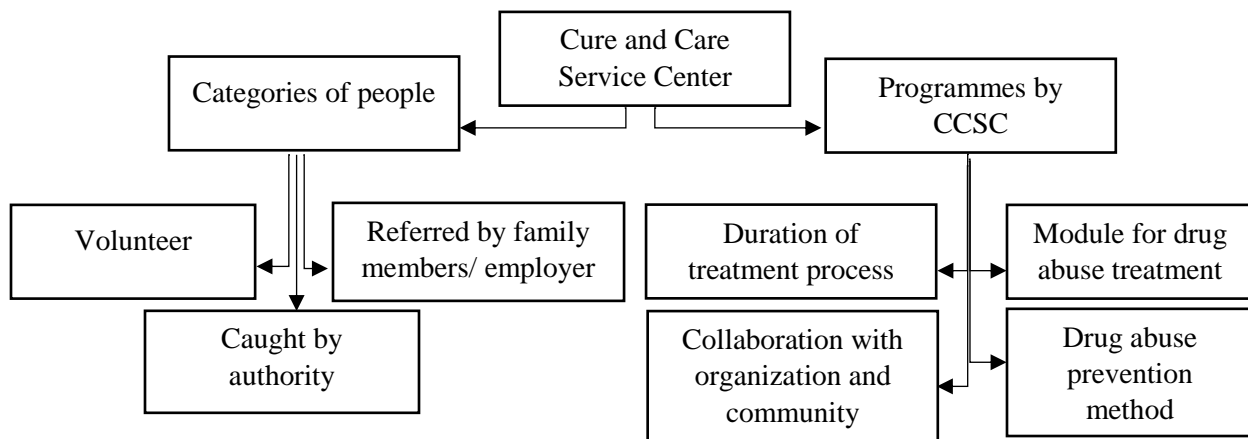 Cure and Care
Service Center
Categories of people
Programmes by
CCSC
Volunteer
Referred by family
members/ employer
Caught by
authority
Duration of
treatment process
Module for drug
abuse treatment
Collaboration with
organization and
community
Drug abuse
prevention
method